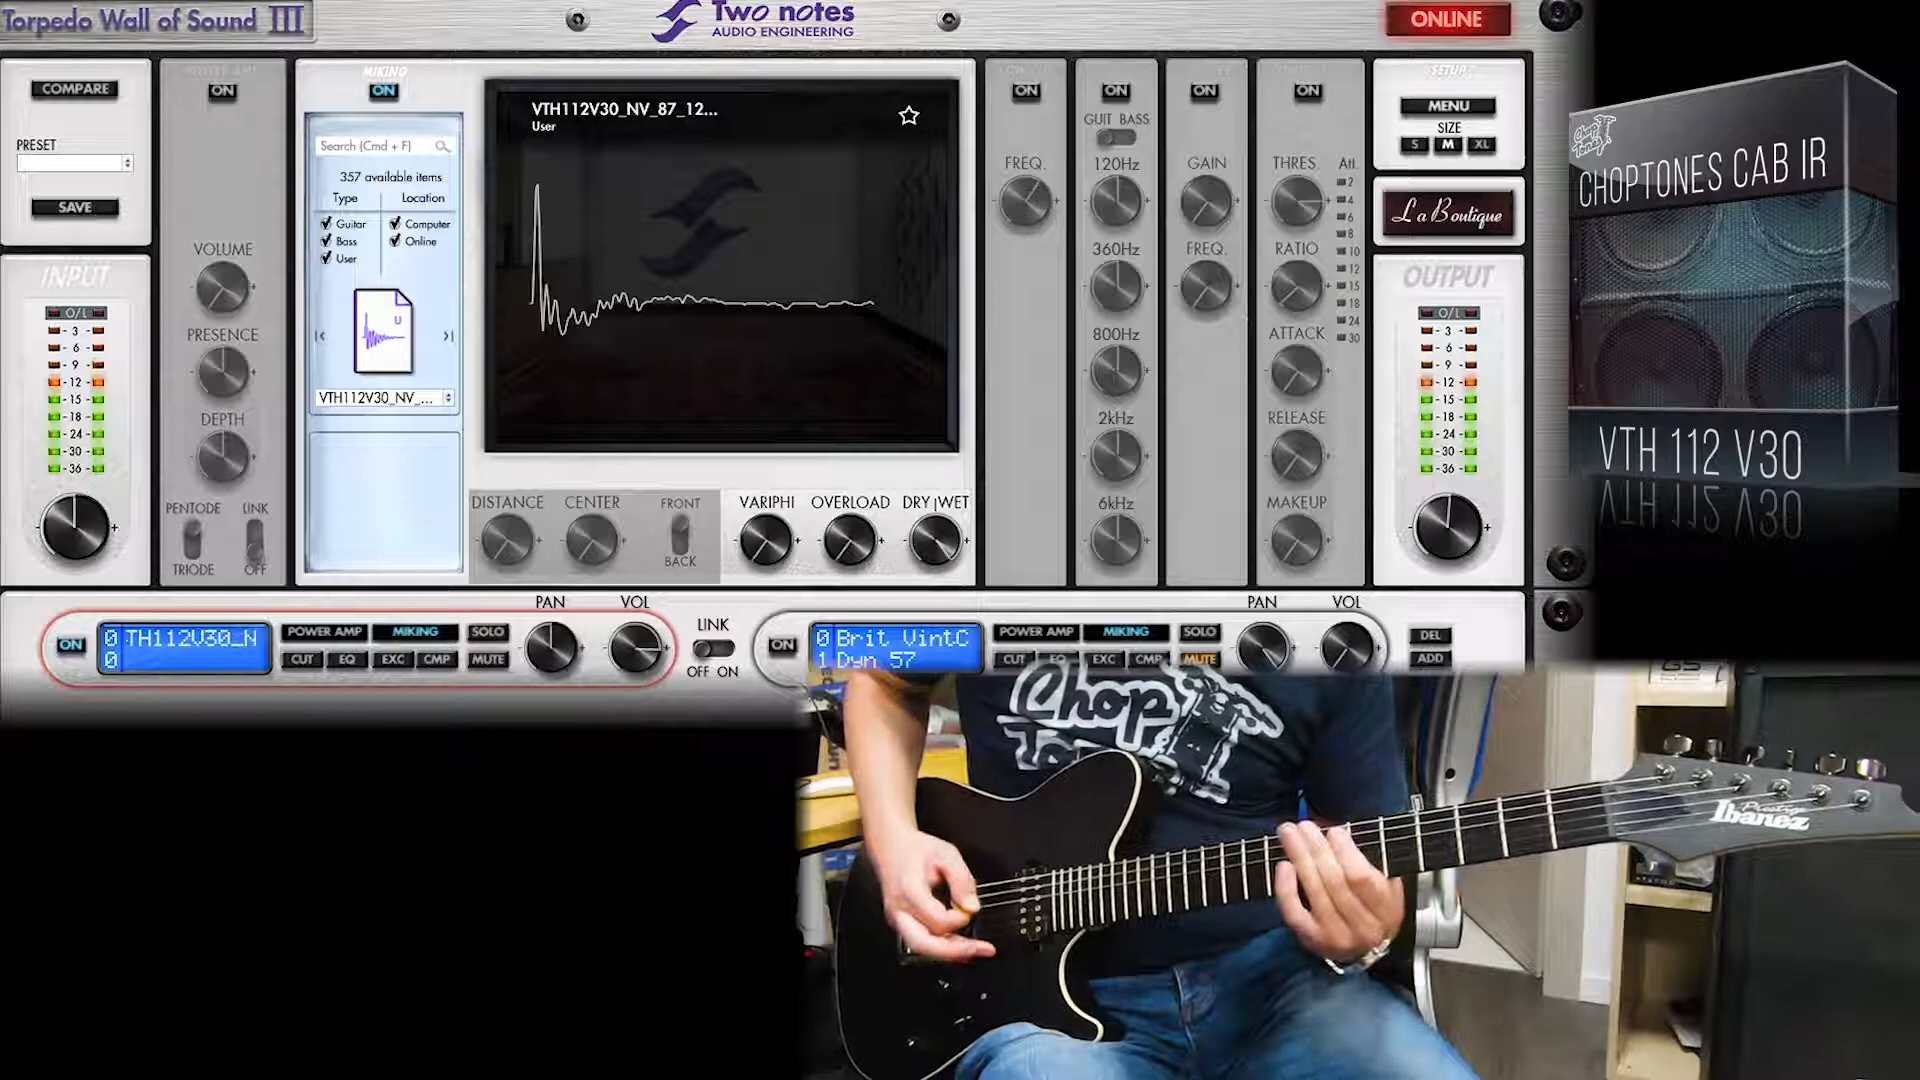 Torpedo Wall of Sound III
Two notes
AUDIO ENGINEERING
ONLINE
COMPARE
PRESET
SAVE
INPUT
O/L
3
6
9
12
15
18
24
30
36
ON
VOLUME
PRESENCE
DEPTH
PENTODE
LINK
TRIODE
OFF
MIKING
ON
Search (Cmd + F)
357 available items
Type
Location
Guitar
Computer
Bass
Online
User
U
VTH112V30_NV_...
VTH112V30_NV_87_12...
User
DISTANCE
CENTER
FRONT
BACK
VARIPHI
OVERLOAD
DRY|WET
ON
FREQ.
ON
GUIT BASS
120Hz
360Hz
800Hz
2kHz
6kHz
ON
GAIN
FREQ.
ON
THRES.
Att.
2
4
6
8
10
12
15
18
24
30
RATIO
ATTACK
RELEASE
MAKEUP
SETUP
MENU
SIZE
S M XL
La Boutique
OUTPUT
O/L
3
6
9
12
15
18
24
30
36
Chop Tones
CHOPTONES CAB IR
VTH 112 V30
ON
0 TH112V30_N
0
POWER AMP
MIKING
SOLO
CUT
EQ
EXC
CMP
MUTE
PAN
VOL
LINK
OFF ON
ON
0 Brit VintC
1 Dyn 57
POWER AMP
MIKING
SOLO
CUT
EQ
EXC
CMP
MUTE
PAN
VOL
DEL
ADD
Chop
Prestige
Ibanez